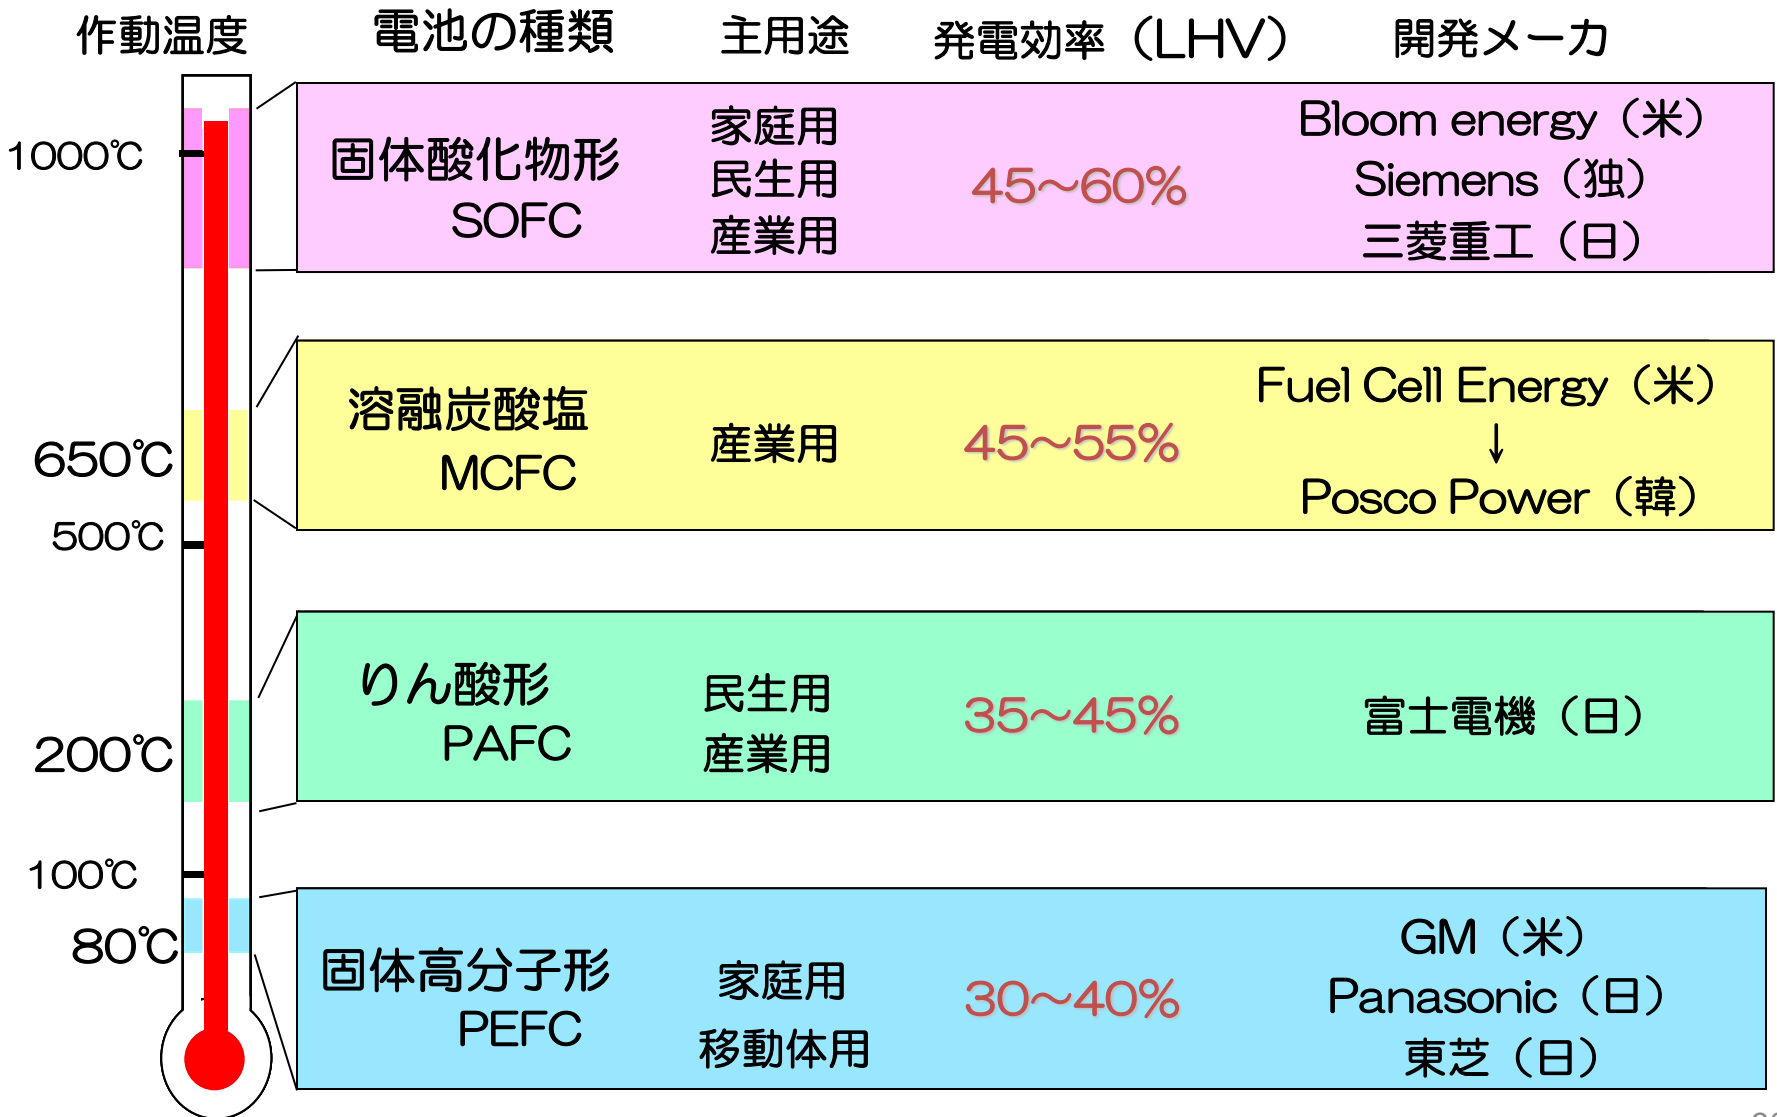 作動温度 電池の種類 主用途 発電効率（LHV） 開発メーカ
1000℃
固体酸化物形
SOFC
家庭用
民生用
産業用
45～60%
Bloom energy（米）
Siemens（独）
三菱重工（日）
650℃
500℃
溶融炭酸塩
MCFC
産業用
45～55%
Fuel Cell Energy（米）
↓
Posco Power（韓）
200℃
りん酸形
PAFC
民生用
産業用
35～45%
富士電機（日）
100℃
80℃
固体高分子形
PEFC
家庭用
移動体用
30～40%
GM（米）
Panasonic（日）
東芝（日）